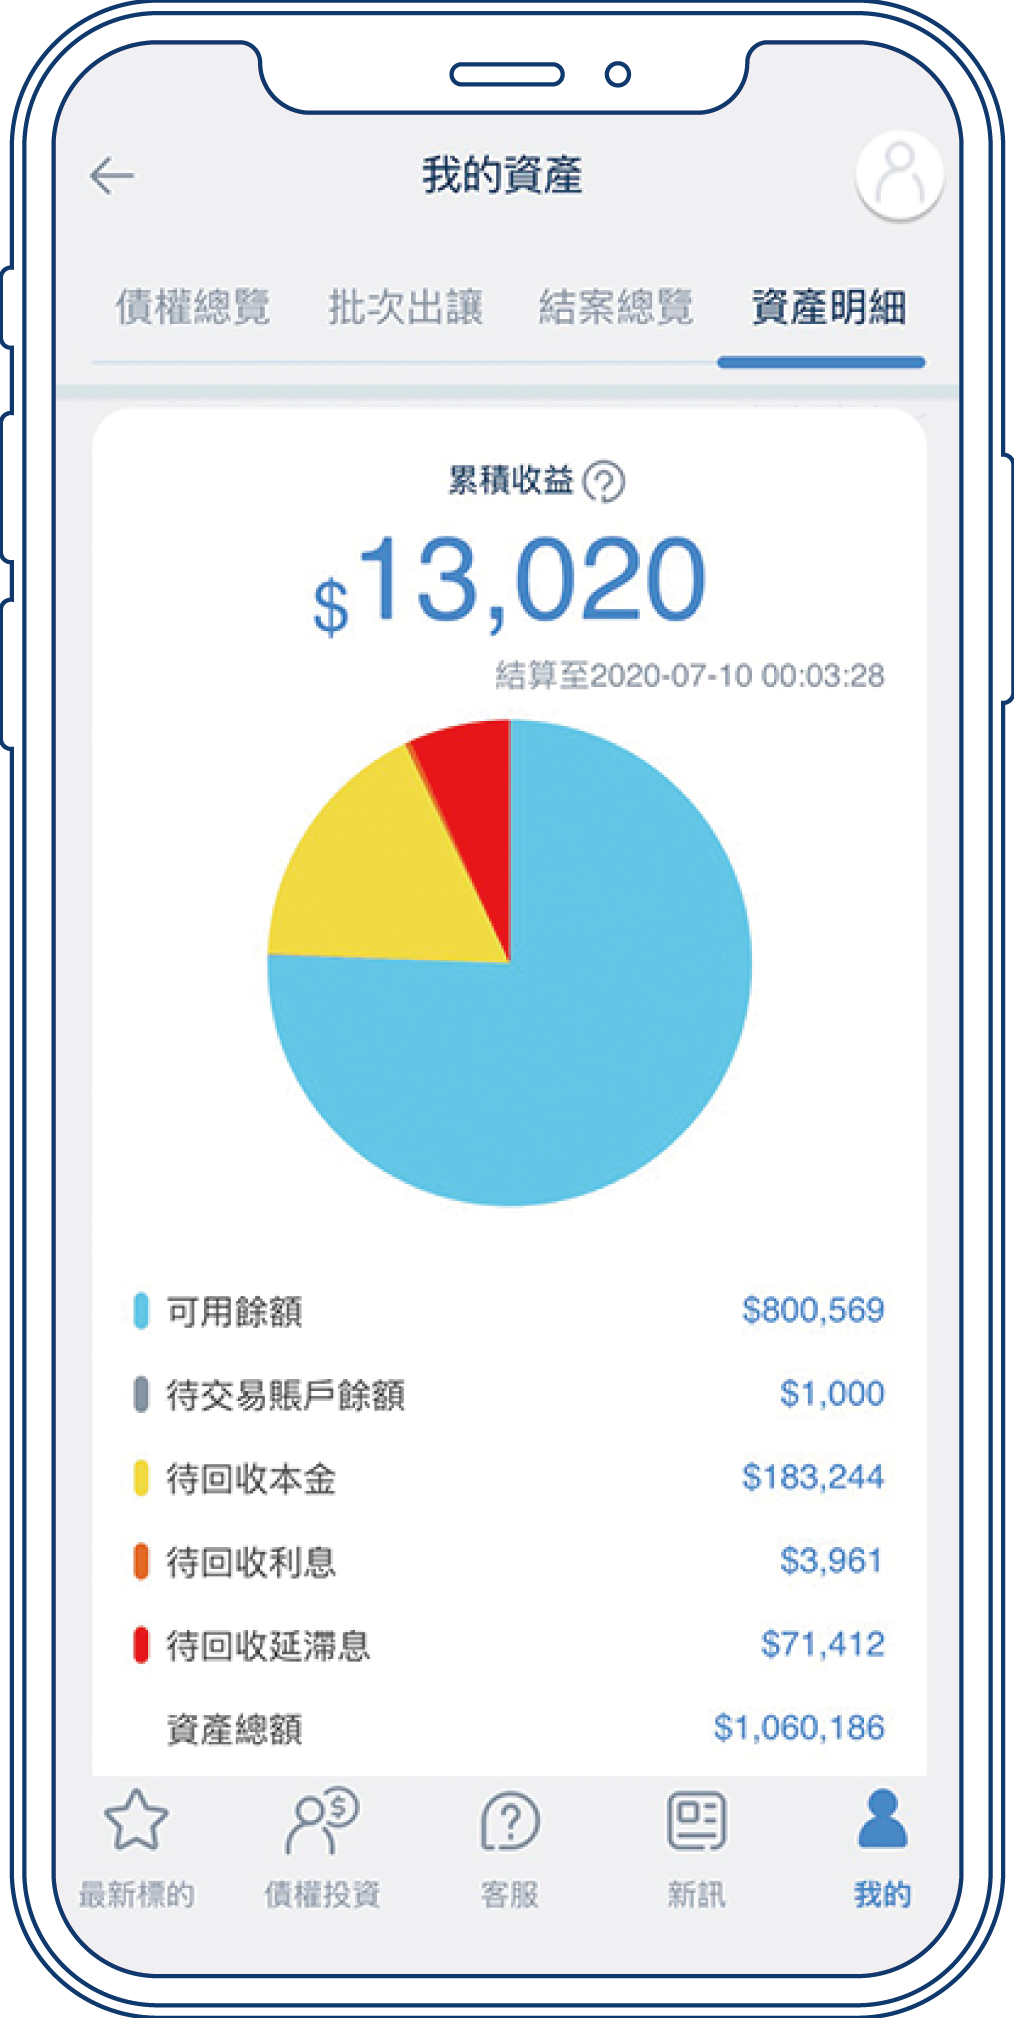 我的資產
債權總覽 批次出讓 結案總覽 資產明細
累積收益 ?
$13,020
結算至2020-07-10 00:03:28
可用餘額 $800,569
待交易賬戶餘額 $1,000
待回收本金 $183,244
待回收利息 $3,961
待回收延滯息 $71,412
資產總額 $1,060,186
最新標的 債權投資 客服 新訊 我的